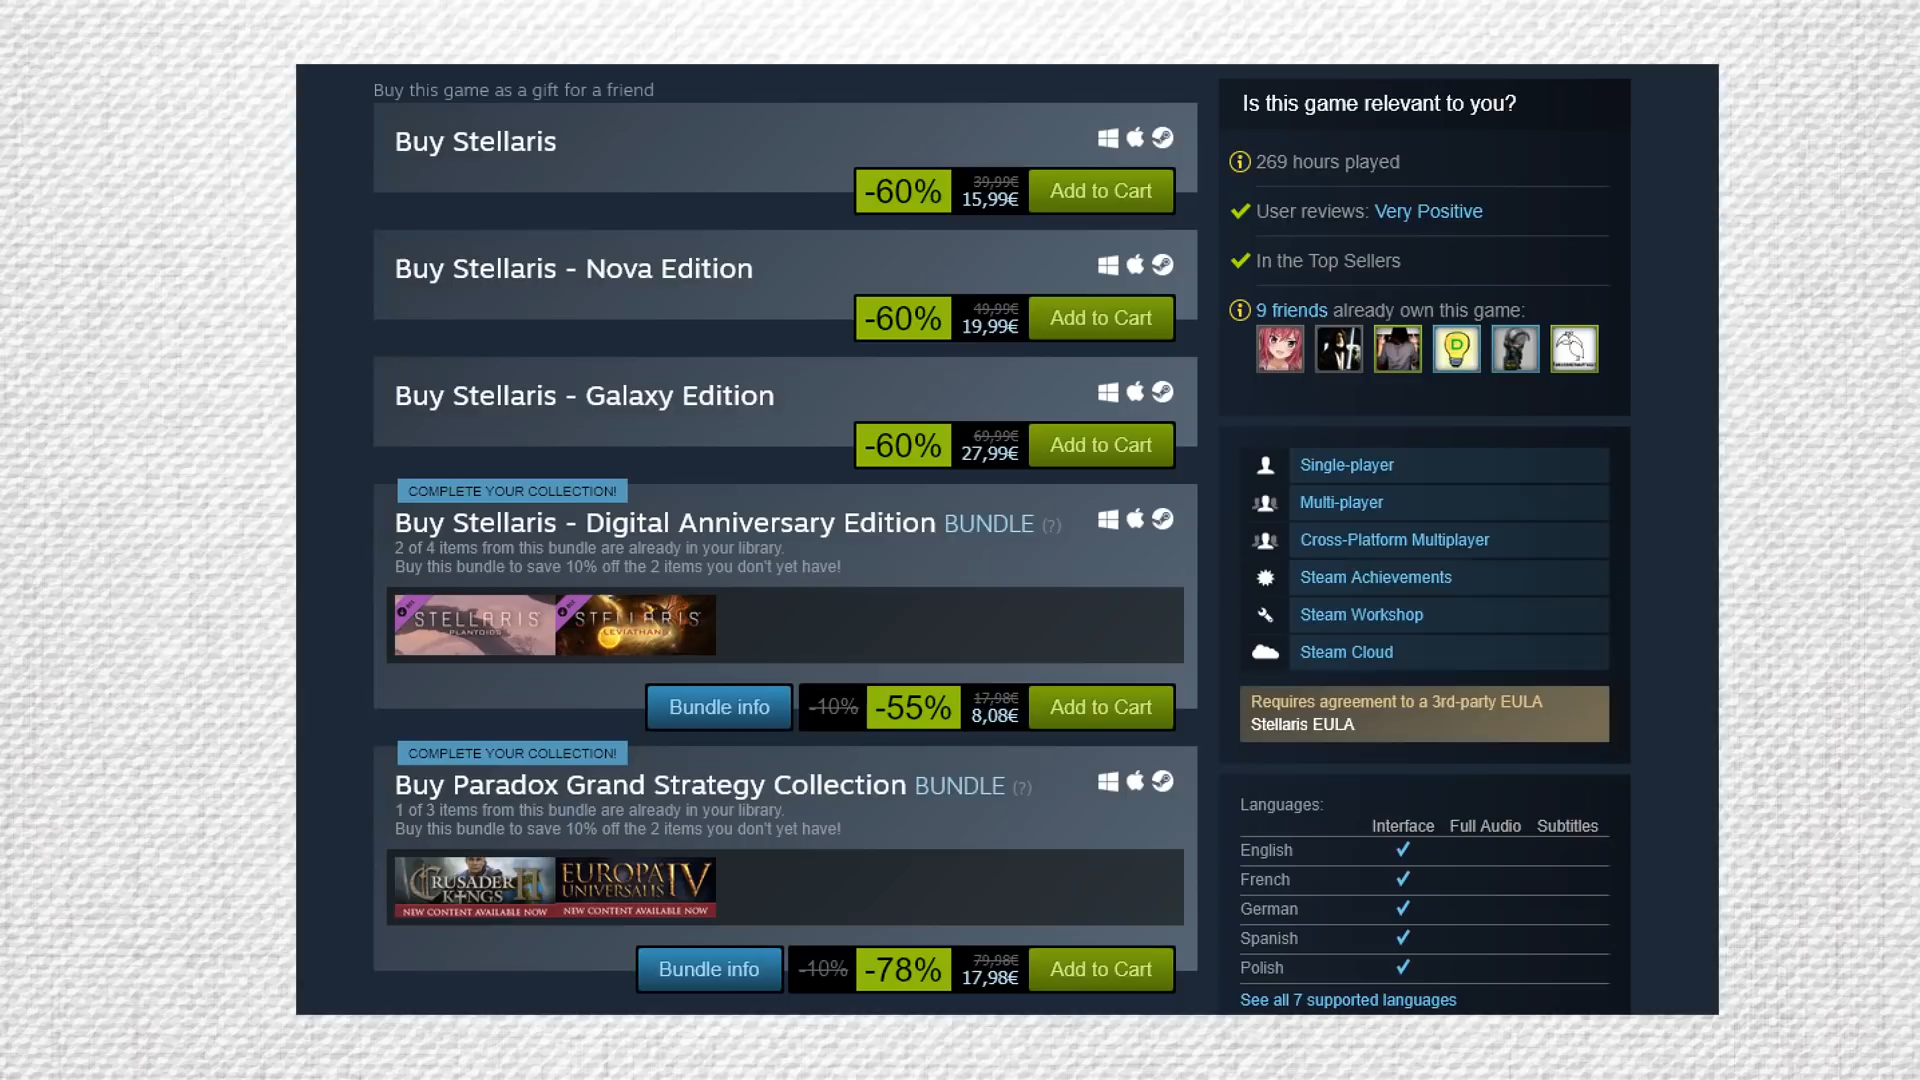 Buy this game as a gift for a friend
Buy Stellaris
-60%
39,99€
15,99€
Add to Cart
Buy Stellaris - Nova Edition
-60%
49,99€
19,99€
Add to Cart
Buy Stellaris - Galaxy Edition
-60%
69,99€
27,99€
Add to Cart
COMPLETE YOUR COLLECTION!
Buy Stellaris - Digital Anniversary Edition BUNDLE (?)
2 of 4 items from this bundle are already in your library.
Buy this bundle to save 10% off the 2 items you don't yet have!
STELLARIS
PLANTOIDS
STELLARIS
LEVIATHANS
Bundle info
-10%
-55%
17,98€
8,08€
Add to Cart
COMPLETE YOUR COLLECTION!
Buy Paradox Grand Strategy Collection BUNDLE (?)
1 of 3 items from this bundle are already in your library.
Buy this bundle to save 10% off the 2 items you don't yet have!
CRUSADER KINGS II
NEW CONTENT AVAILABLE NOW
EUROPA UNIVERSALIS IV
NEW CONTENT AVAILABLE NOW
Bundle info
-10%
-78%
79,98€
17,98€
Add to Cart
Is this game relevant to you?
269 hours played
User reviews: Very Positive
In the Top Sellers
9 friends already own this game:
D
Single-player
Multi-player
Cross-Platform Multiplayer
Steam Achievements
Steam Workshop
Steam Cloud
Requires agreement to a 3rd-party EULA
Stellaris EULA
Languages:
Interface Full Audio Subtitles
English
French
German
Spanish
Polish
See all 7 supported languages